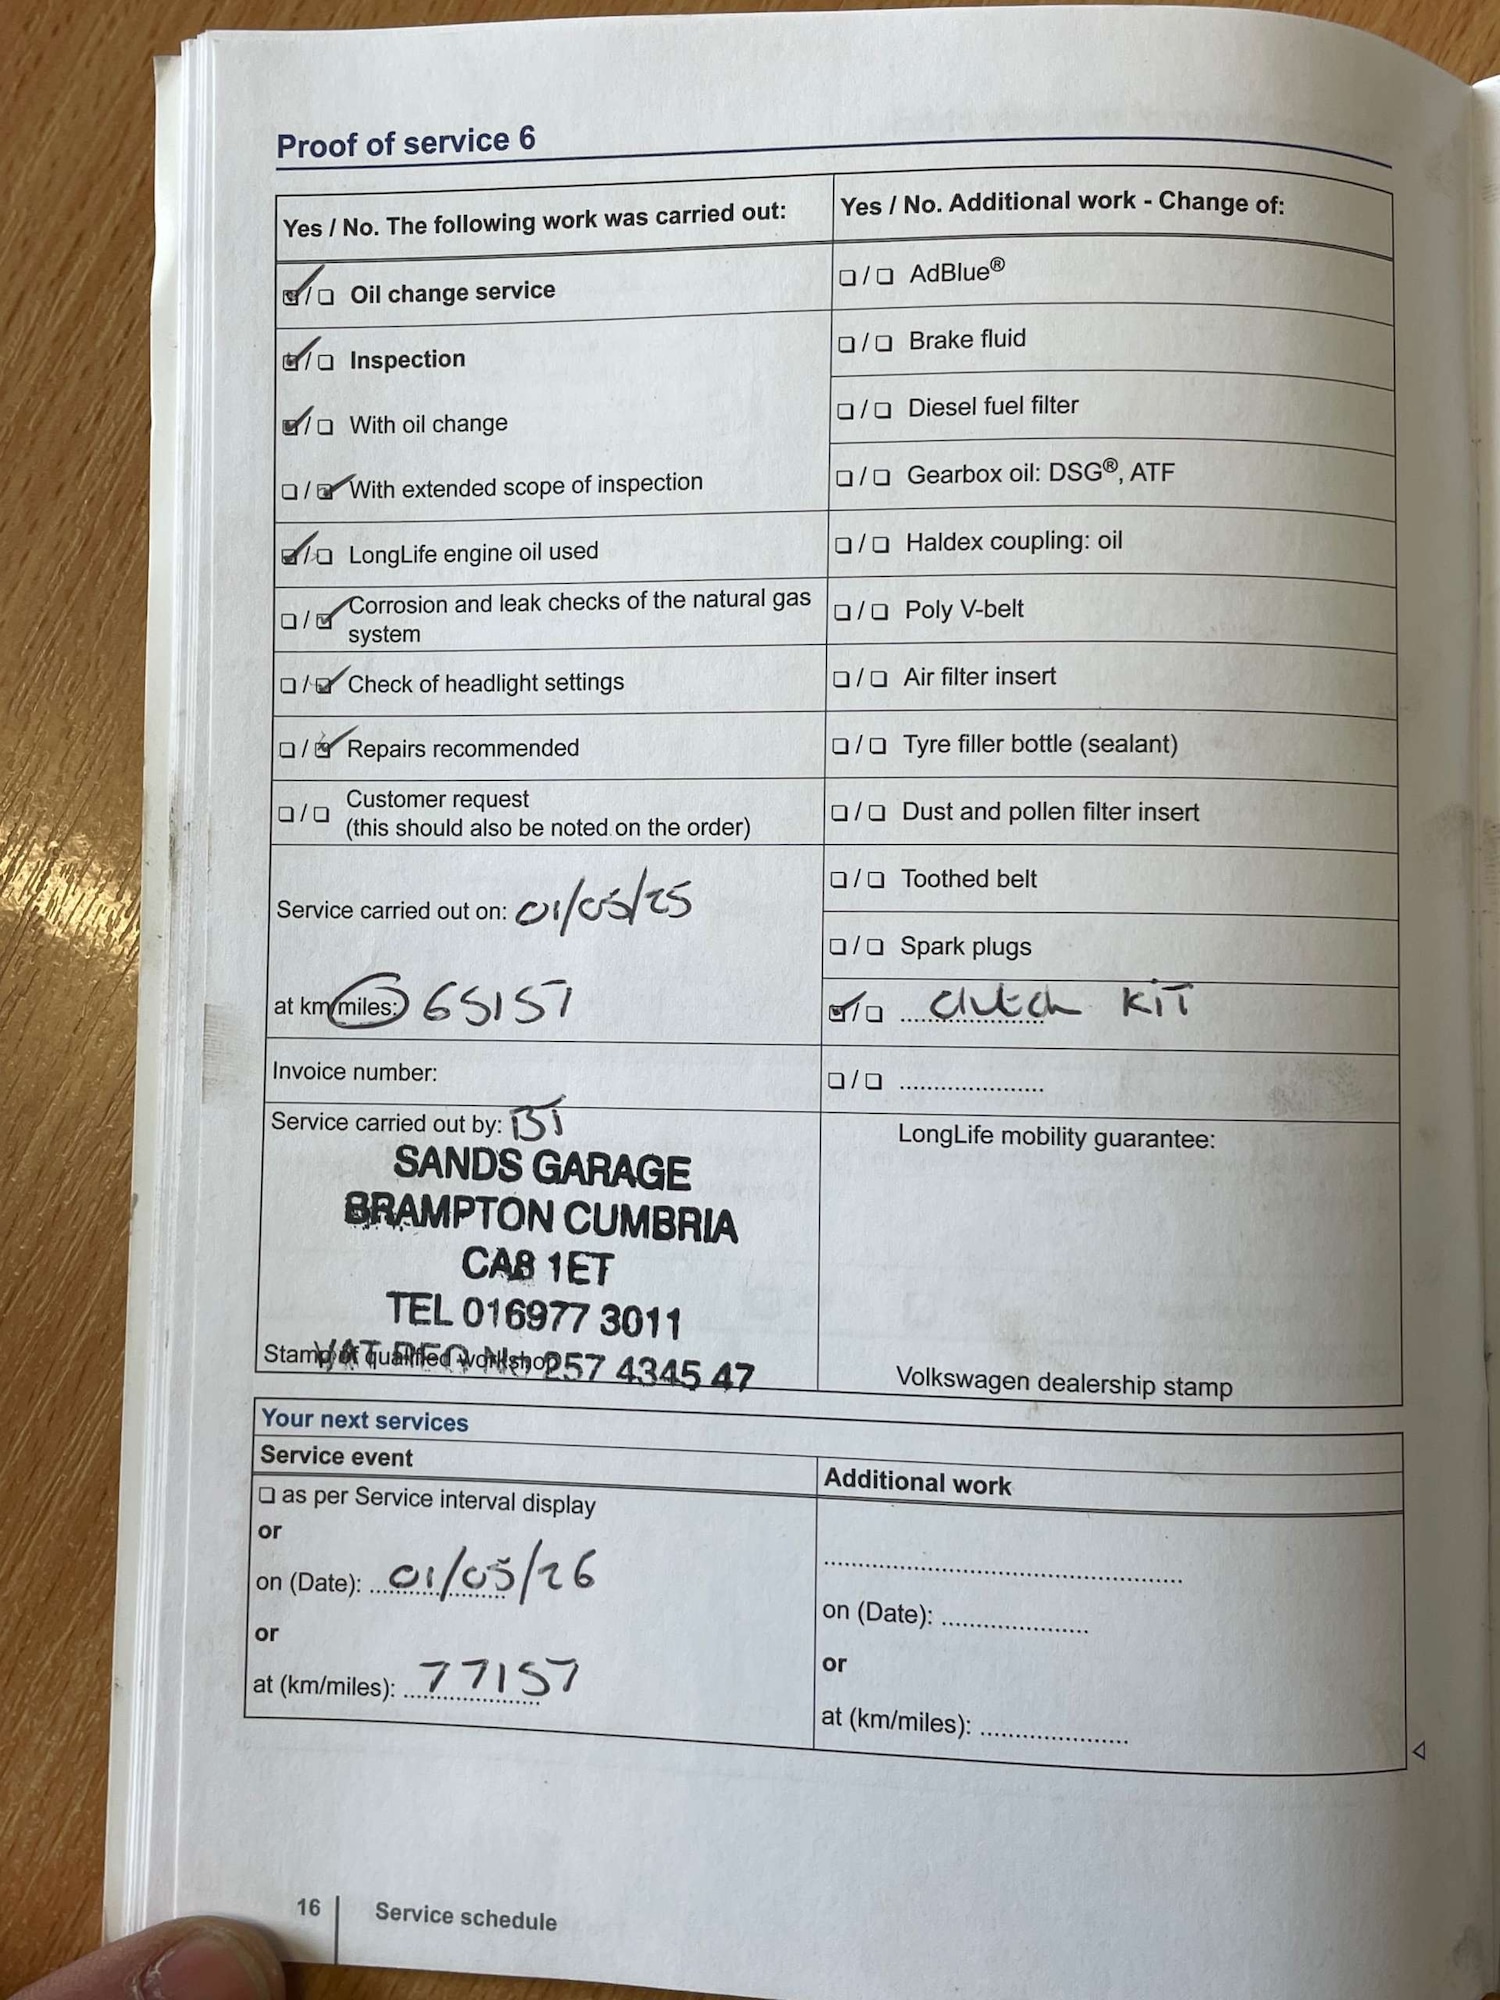 Proof of service 6
Yes / No. The following work was carried out:
☑/☐ Oil change service
☑/☐ Inspection
☑/☐ With oil change
☐/☑ With extended scope of inspection
☑/☐ LongLife engine oil used
☐/☑ Corrosion and leak checks of the natural gas
system
☐/☑ Check of headlight settings
☐/☑ Repairs recommended
☐/☐ Customer request
(this should also be noted on the order)
Service carried out on: 01/05/25
at km/miles: 65157
Invoice number:
Service carried out by: BJ
SANDS GARAGE
BRAMPTON CUMBRIA
CA8 1ET
TEL 016977 3011
VAT REG No 257 4345 47
Stamp of qualified workshop
Yes / No. Additional work - Change of:
☐/☐ AdBlue®
☐/☐ Brake fluid
☐/☐ Diesel fuel filter
☐/☐ Gearbox oil: DSG®, ATF
☐/☐ Haldex coupling: oil
☐/☐ Poly V-belt
☐/☐ Air filter insert
☐/☐ Tyre filler bottle (sealant)
☐/☐ Dust and pollen filter insert
☐/☐ Toothed belt
☐/☐ Spark plugs
☑/☐ Clutch KIT
☐/☐ ......................
LongLife mobility guarantee:
Volkswagen dealership stamp
Your next services
Service event
☐ as per Service interval display
or
on (Date): 01/05/26
or
at (km/miles): 77157
Additional work
......................................................
on (Date): ......................
or
at (km/miles): ......................
16 Service schedule